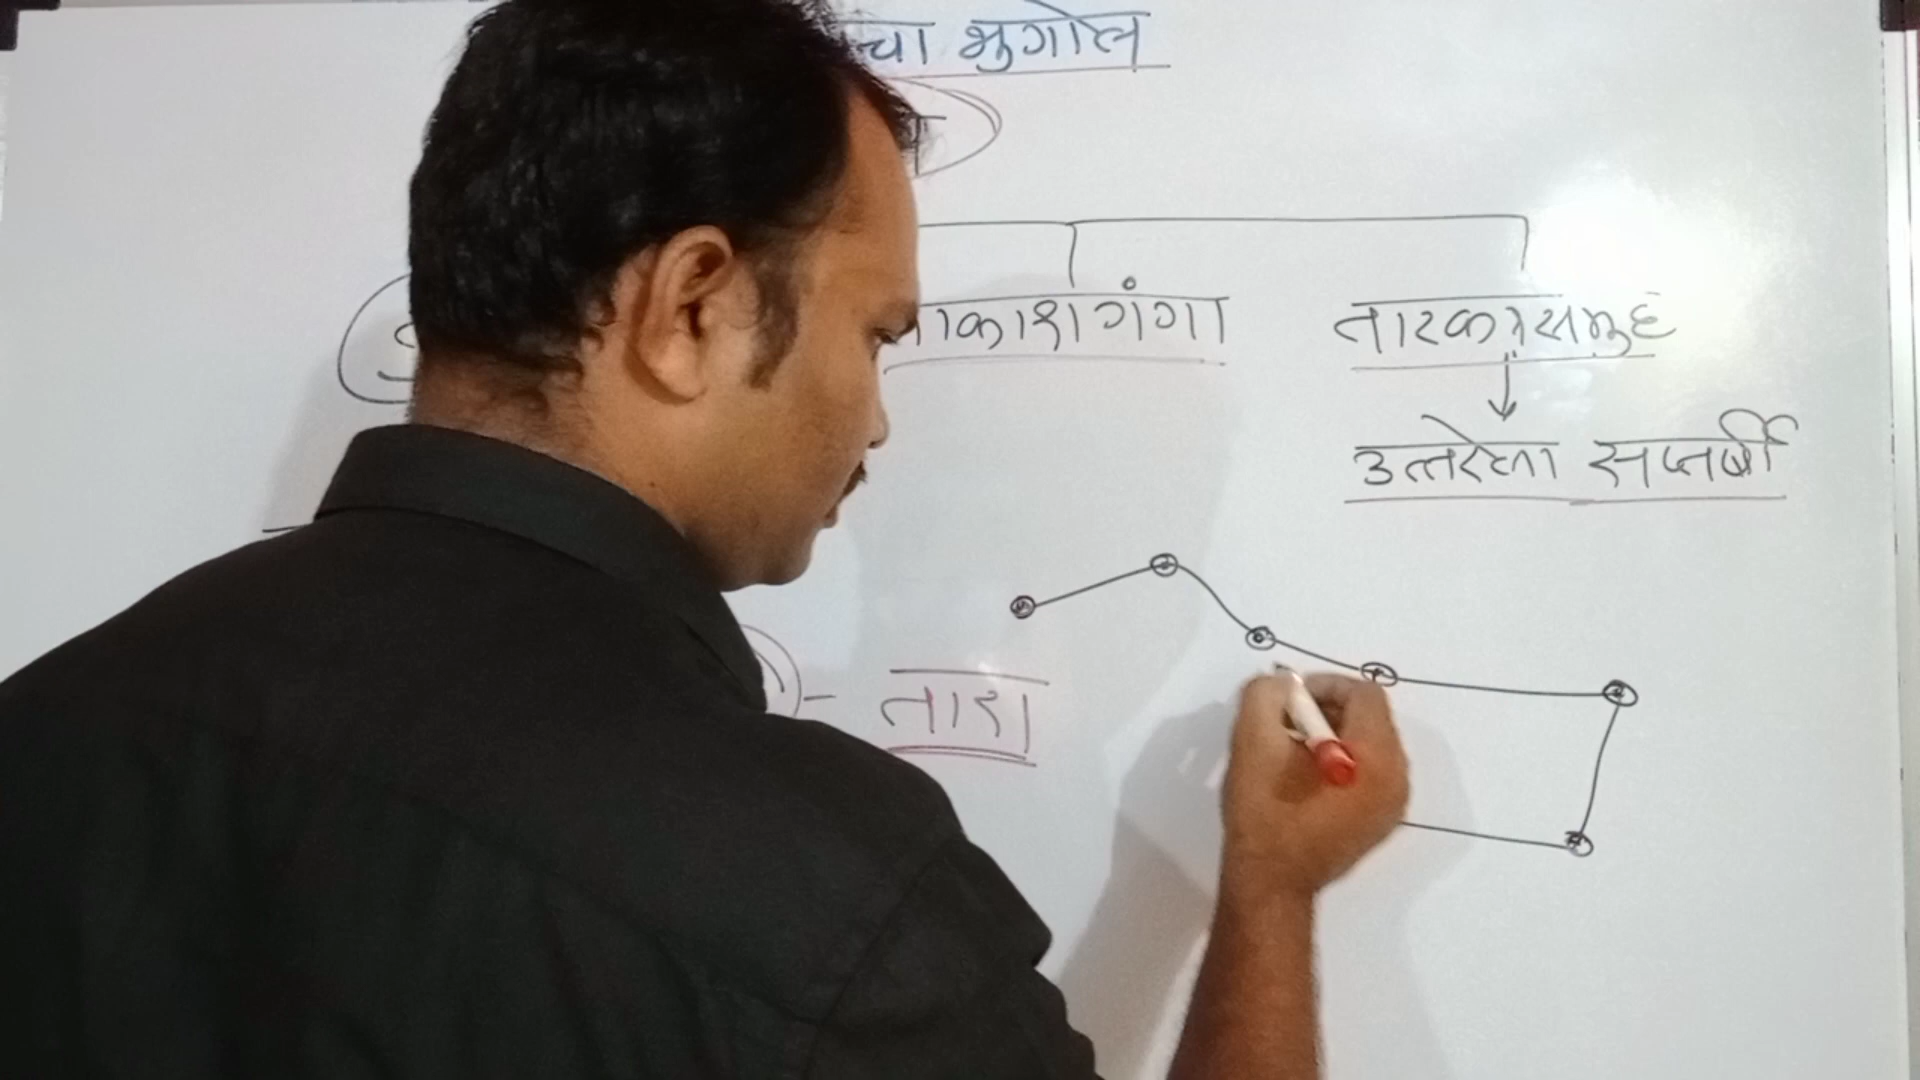 चा भुगोल
आकाशगंगा
तारकासमुह
उत्तरेला सप्तर्षी
तारा